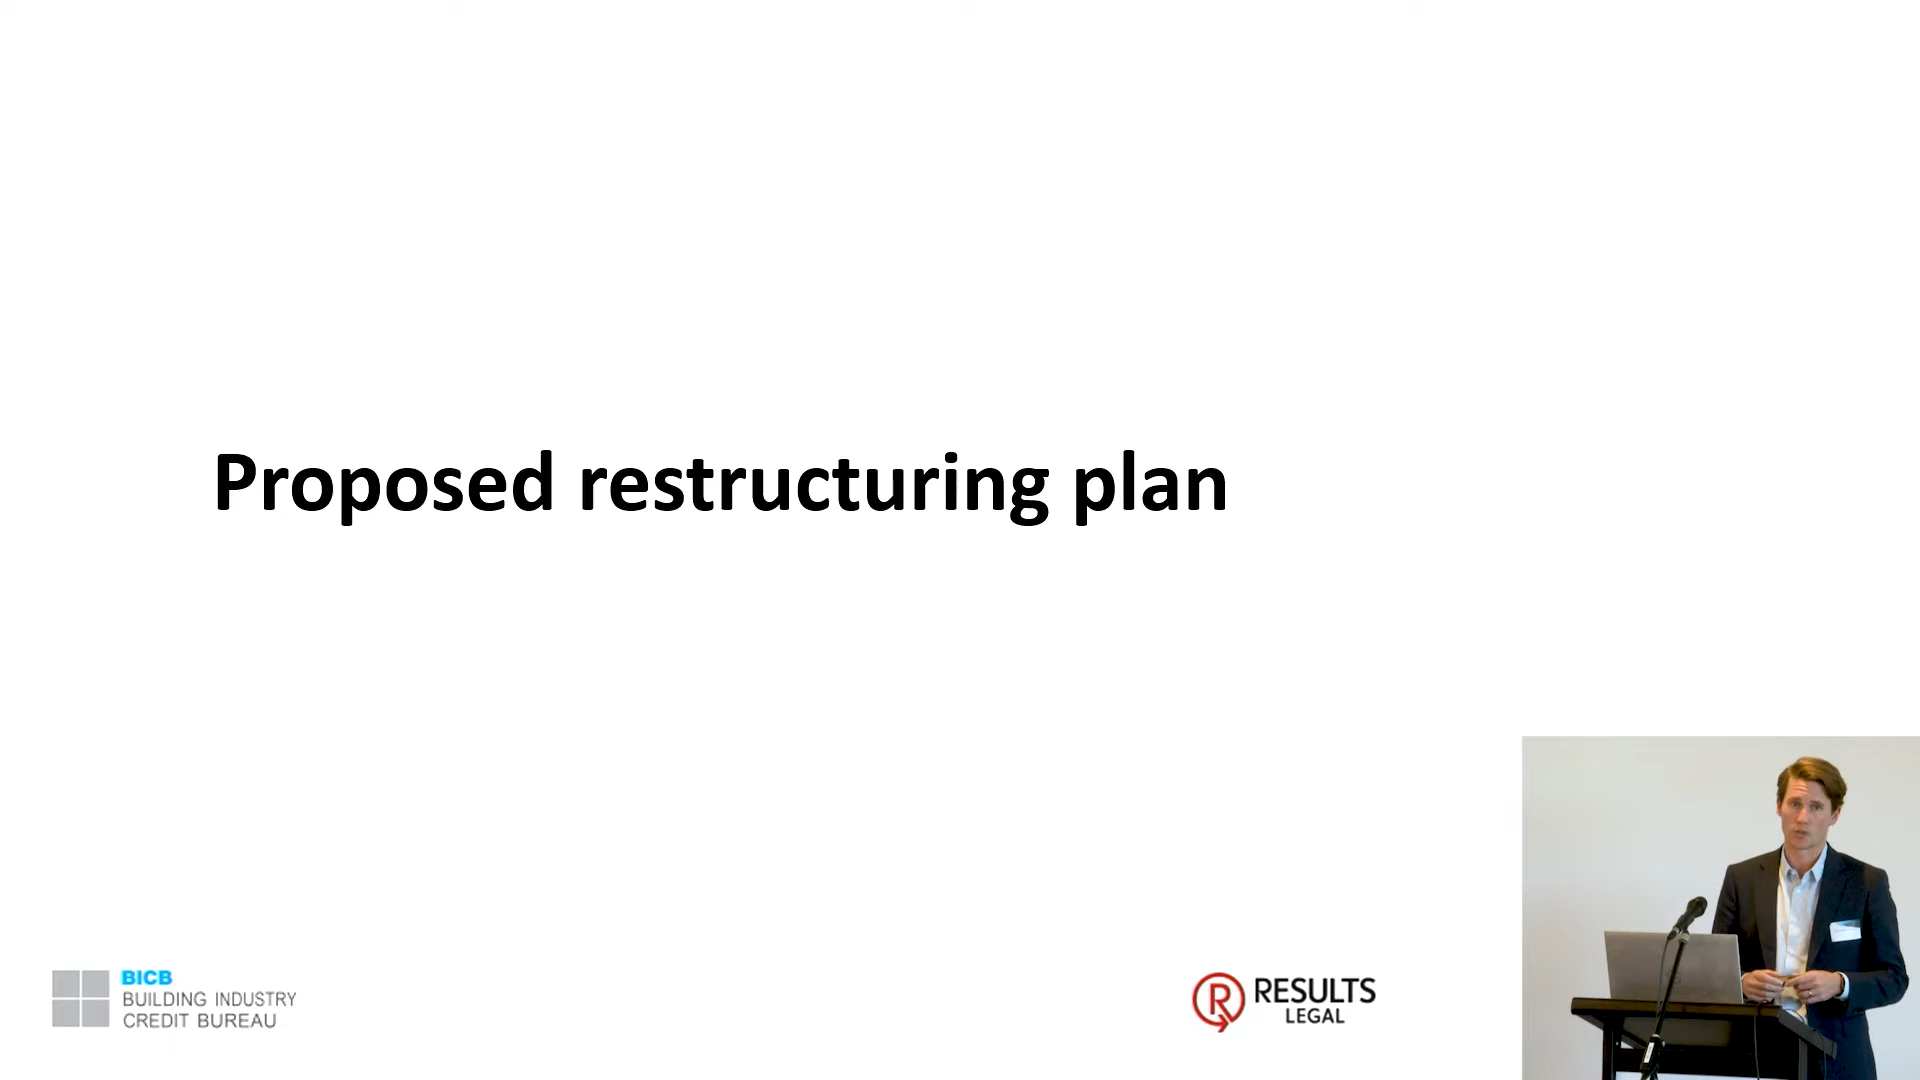 Proposed restructuring plan
BICB
BUILDING INDUSTRY
CREDIT BUREAU
RESULTS
LEGAL